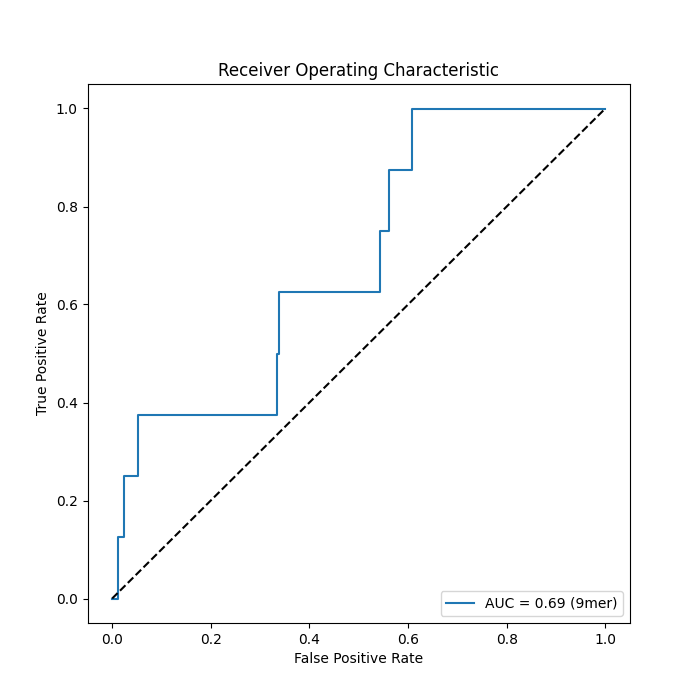 Receiver Operating Characteristic
True Positive Rate
1.0
0.8
0.6
0.4
0.2
0.0
AUC = 0.69 (9mer)
0.0 0.2 0.4 0.6 0.8 1.0
False Positive Rate